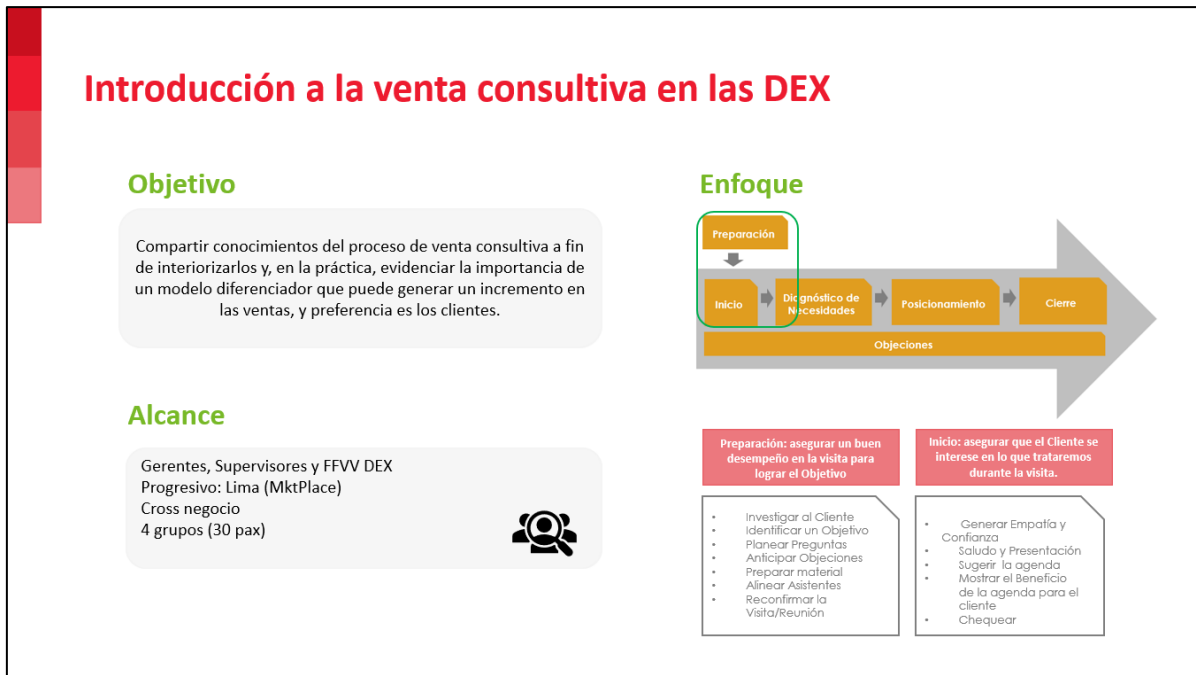 Introducción a la venta consultiva en las DEX
Objetivo
Compartir conocimientos del proceso de venta consultiva a fin
de interiorizarlos y, en la práctica, evidenciar la importancia de
un modelo diferenciador que puede generar un incremento en
las ventas, y preferencia es los clientes.
Alcance
Gerentes, Supervisores y FFVV DEX
Progresivo: Lima (MktPlace)
Cross negocio
4 grupos (30 pax)
Enfoque
Preparación
Inicio
Diagnóstico de
Necesidades
Posicionamiento
Cierre
Objeciones
Preparación: asegurar un buen
desempeño en la visita para
lograr el Objetivo
• Investigar al Cliente
• Identificar un Objetivo
• Planear Preguntas
• Anticipar Objeciones
• Preparar material
• Alinear Asistentes
• Reconfirmar la
Visita/Reunión
Inicio: asegurar que el Cliente se
interese en lo que trataremos
durante la visita.
• Generar Empatía y
Confianza
• Saludo y Presentación
• Sugerir la agenda
• Mostrar el Beneficio
de la agenda para el
cliente
• Chequear